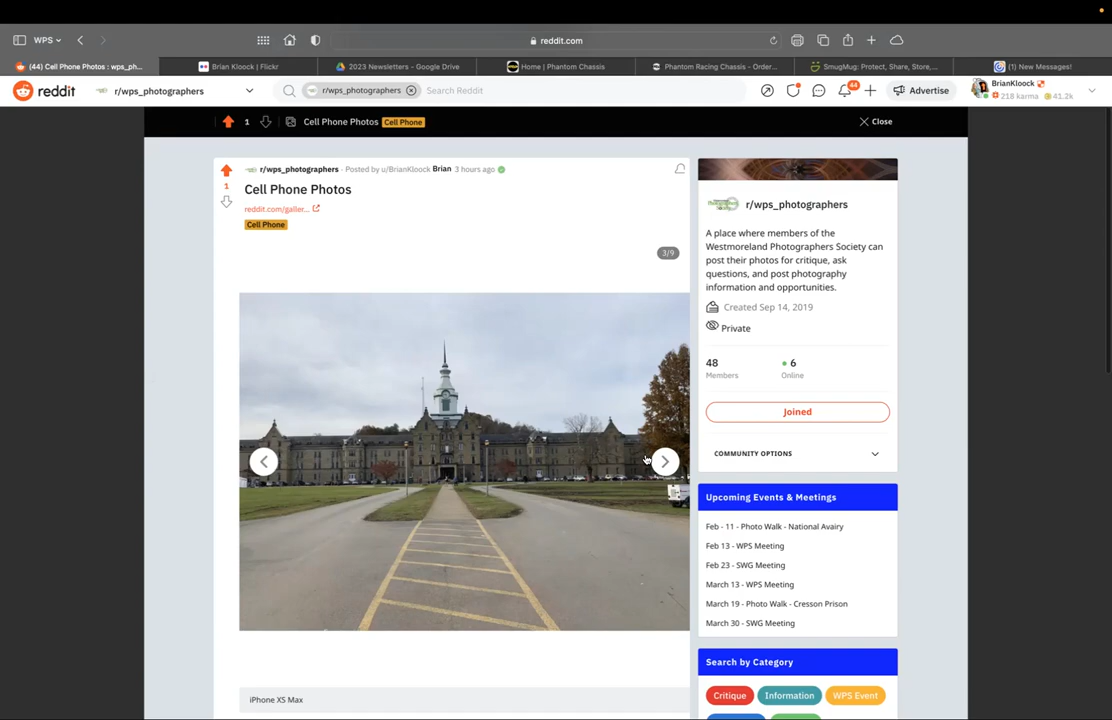 WPS
reddit.com
(44) Cell Phone Photos : wps_ph...
Brian Kloock | Flickr
2023 Newsletters - Google Drive
Home | Phantom Chassis
Phantom Racing Chassis - Order...
SmugMug: Protect, Share, Store,...
(1) New Messages!
reddit
r/wps_photographers
r/wps_photographers
Search Reddit
44
Advertise
BrianKloock
218 karma
41.2k
1
Cell Phone Photos
Cell Phone
Close
r/wps_photographers · Posted by u/BrianKloock Brian 3 hours ago
1
Cell Phone Photos
reddit.com/galler...
Cell Phone
3/9
iPhone XS Max
r/wps_photographers
A place where members of the
Westmoreland Photographers Society can
post their photos for critique, ask
questions, and post photography
information and opportunities.
Created Sep 14, 2019
Private
48
6
Members
Online
Joined
COMMUNITY OPTIONS
Upcoming Events & Meetings
Feb - 11 - Photo Walk - National Avairy
Feb 13 - WPS Meeting
Feb 23 - SWG Meeting
March 13 - WPS Meeting
March 19 - Photo Walk - Cresson Prison
March 30 - SWG Meeting
Search by Category
Critique
Information
WPS Event